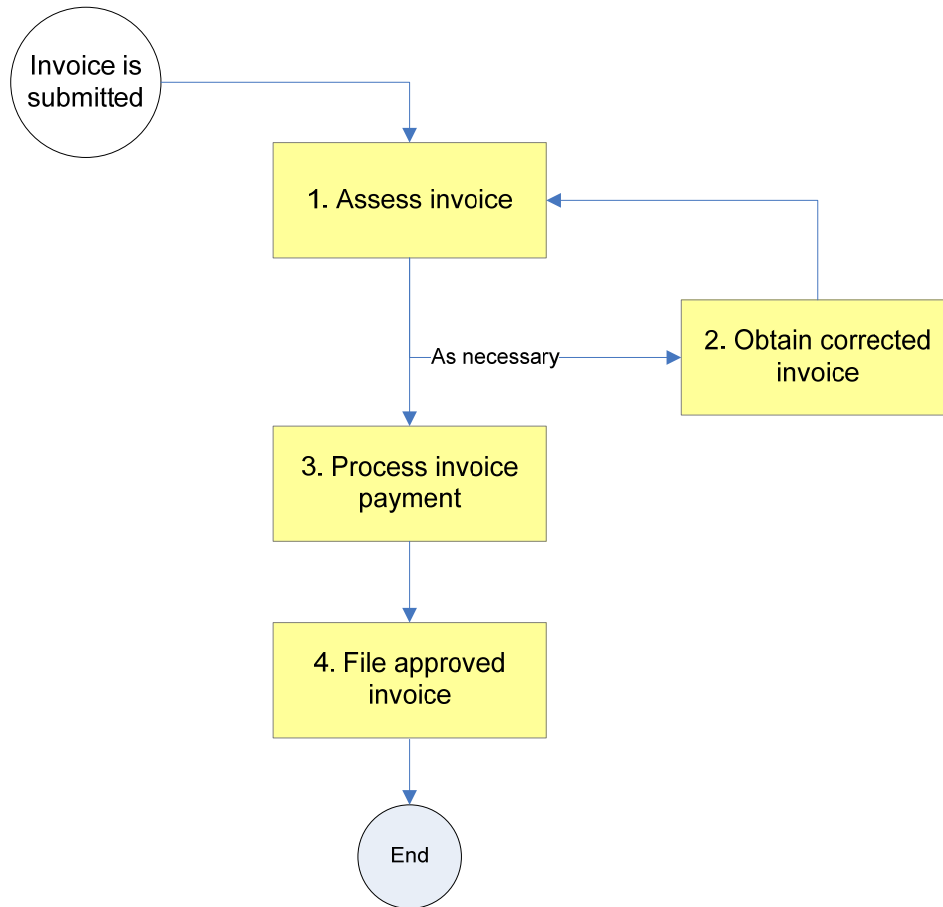 Invoice is
submitted
1. Assess invoice
As necessary
2. Obtain corrected
invoice
3. Process invoice
payment
4. File approved
invoice
End